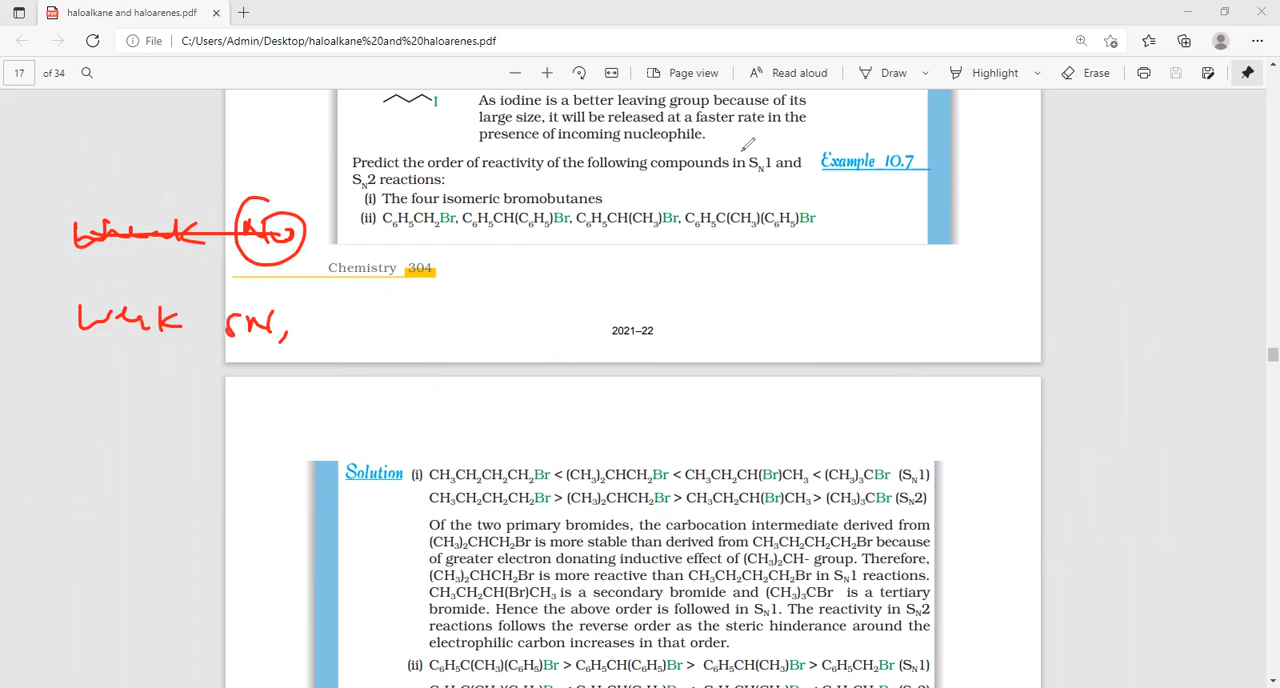 haloalkane and haloarenes.pdf
File | C:/Users/Admin/Desktop/haloalkane%20and%20haloarenes.pdf
17 of 34 Page view Read aloud Draw Highlight Erase
I As iodine is a better leaving group because of its
large size, it will be released at a faster rate in the
presence of incoming nucleophile.
Predict the order of reactivity of the following compounds in SN1 and Example 10.7
SN2 reactions:
(i) The four isomeric bromobutanes
(ii) C6H5CH2Br, C6H5CH(C6H5)Br, C6H5CH(CH3)Br, C6H5C(CH3)(C6H5)Br
Chemistry 304
2021–22
Solution (i) CH3CH2CH2CH2Br < (CH3)2CHCH2Br < CH3CH2CH(Br)CH3 < (CH3)3CBr (SN1)
CH3CH2CH2CH2Br > (CH3)2CHCH2Br > CH3CH2CH(Br)CH3 > (CH3)3CBr (SN2)
Of the two primary bromides, the carbocation intermediate derived from
(CH3)2CHCH2Br is more stable than derived from CH3CH2CH2CH2Br because
of greater electron donating inductive effect of (CH3)2CH- group. Therefore,
(CH3)2CHCH2Br is more reactive than CH3CH2CH2CH2Br in SN1 reactions.
CH3CH2CH(Br)CH3 is a secondary bromide and (CH3)3CBr is a tertiary
bromide. Hence the above order is followed in SN1. The reactivity in SN2
reactions follows the reverse order as the steric hinderance around the
electrophilic carbon increases in that order.
(ii) C6H5C(CH3)(C6H5)Br > C6H5CH(C6H5)Br > C6H5CH(CH3)Br > C6H5CH2Br (SN1)